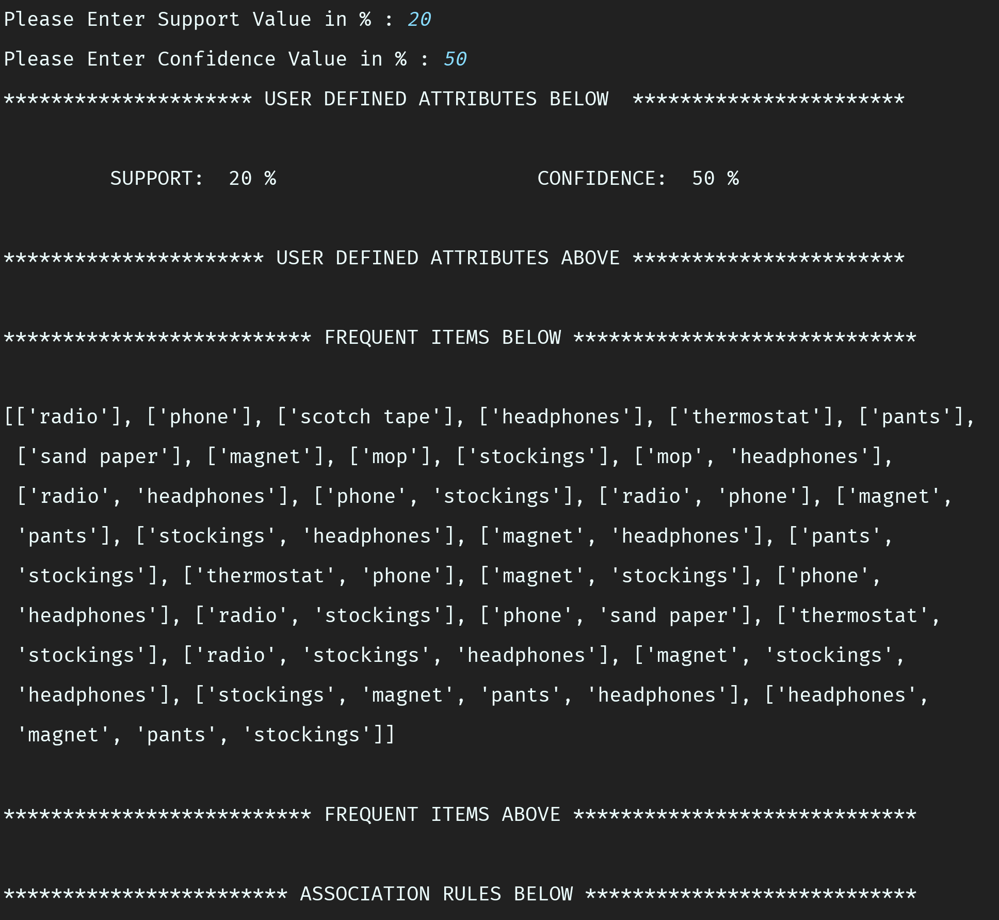 Please Enter Support Value in % : 20
Please Enter Confidence Value in % : 50
********************* USER DEFINED ATTRIBUTES BELOW  ***********************
SUPPORT:  20 %                      CONFIDENCE:  50 %
********************** USER DEFINED ATTRIBUTES ABOVE ***********************
************************** FREQUENT ITEMS BELOW *****************************
[['radio'], ['phone'], ['scotch tape'], ['headphones'], ['thermostat'], ['pants'],
['sand paper'], ['magnet'], ['mop'], ['stockings'], ['mop', 'headphones'],
['radio', 'headphones'], ['phone', 'stockings'], ['radio', 'phone'], ['magnet',
'pants'], ['stockings', 'headphones'], ['magnet', 'headphones'], ['pants',
'stockings'], ['thermostat', 'phone'], ['magnet', 'stockings'], ['phone',
'headphones'], ['radio', 'stockings'], ['phone', 'sand paper'], ['thermostat',
'stockings'], ['radio', 'stockings', 'headphones'], ['magnet', 'stockings',
'headphones'], ['stockings', 'magnet', 'pants', 'headphones'], ['headphones',
'magnet', 'pants', 'stockings']]
************************** FREQUENT ITEMS ABOVE *****************************
************************ ASSOCIATION RULES BELOW ****************************